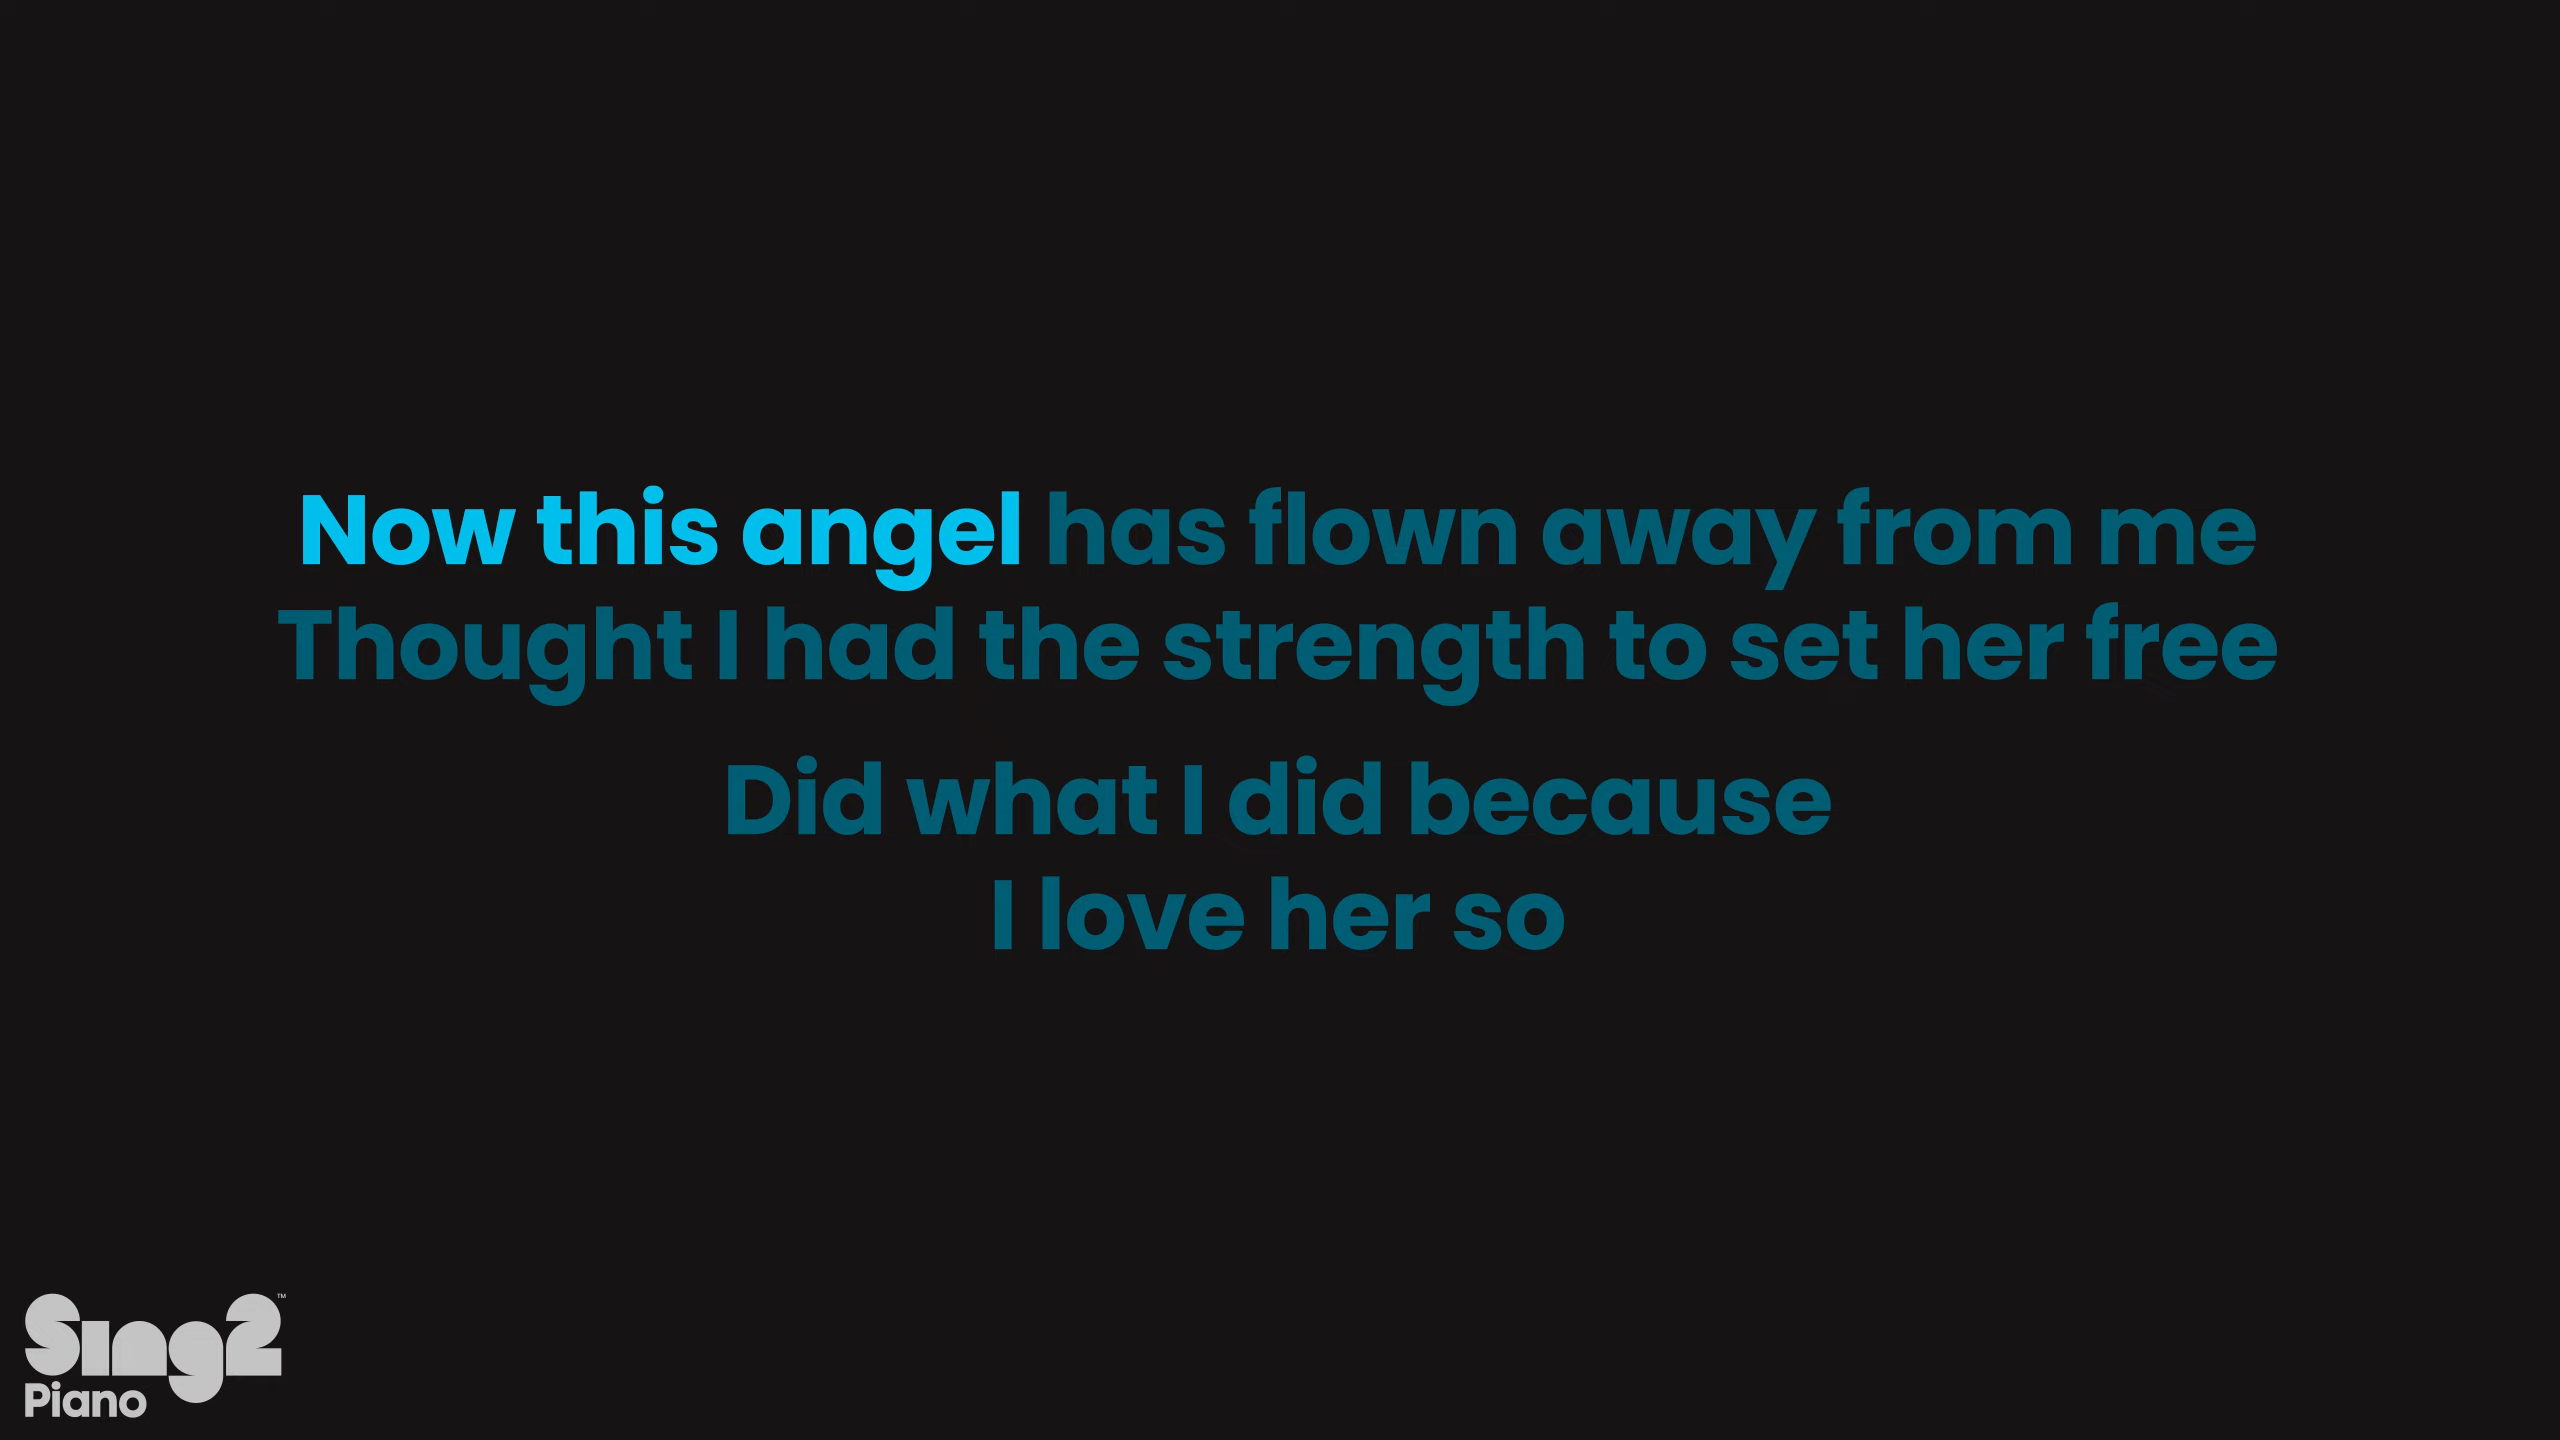 Now this angel has flown away from me
Thought I had the strength to set her free
Did what I did because
I love her so
Sing2™
Piano